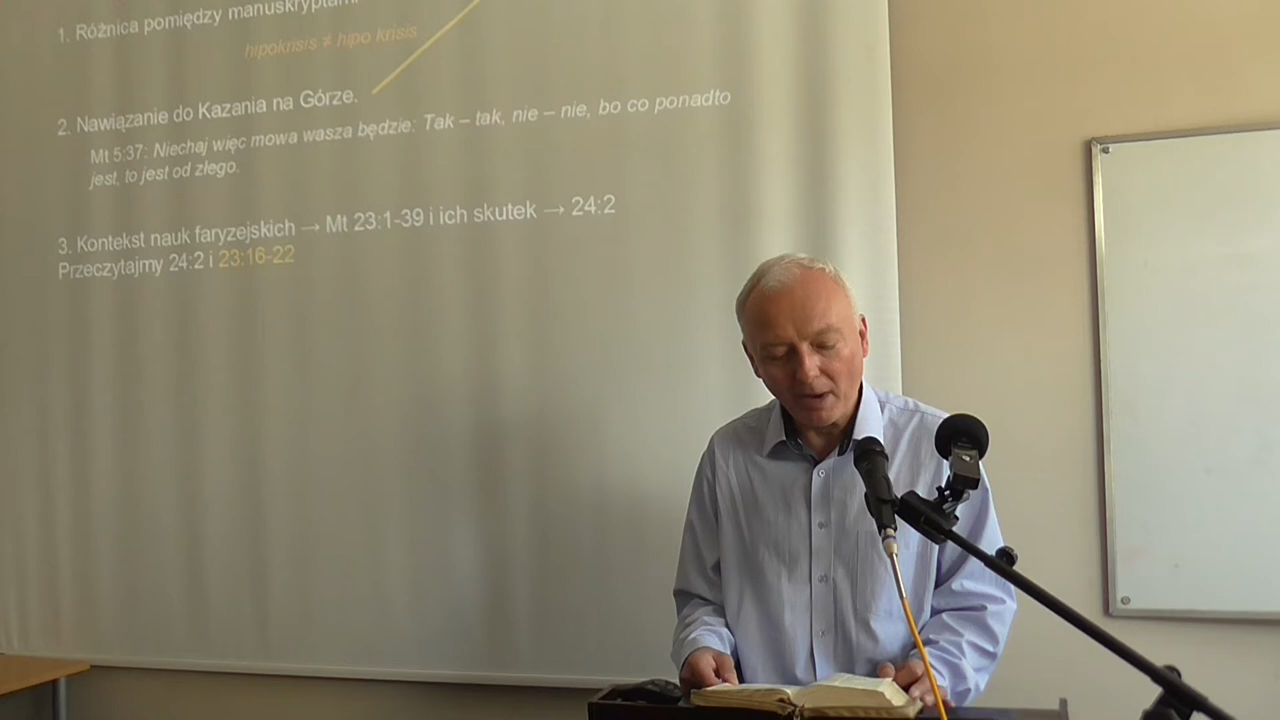 1. Różnica pomiędzy manuskryptami
hipokrisis ≠ hipo krisis
2. Nawiązanie do Kazania na Górze.
Mt 5:37: Niechaj więc mowa wasza będzie: Tak – tak, nie – nie, bo co ponadto
jest, to jest od złego.
3. Kontekst nauk faryzejskich → Mt 23:1-39 i ich skutek → 24:2
Przeczytajmy 24:2 i 23:16-22